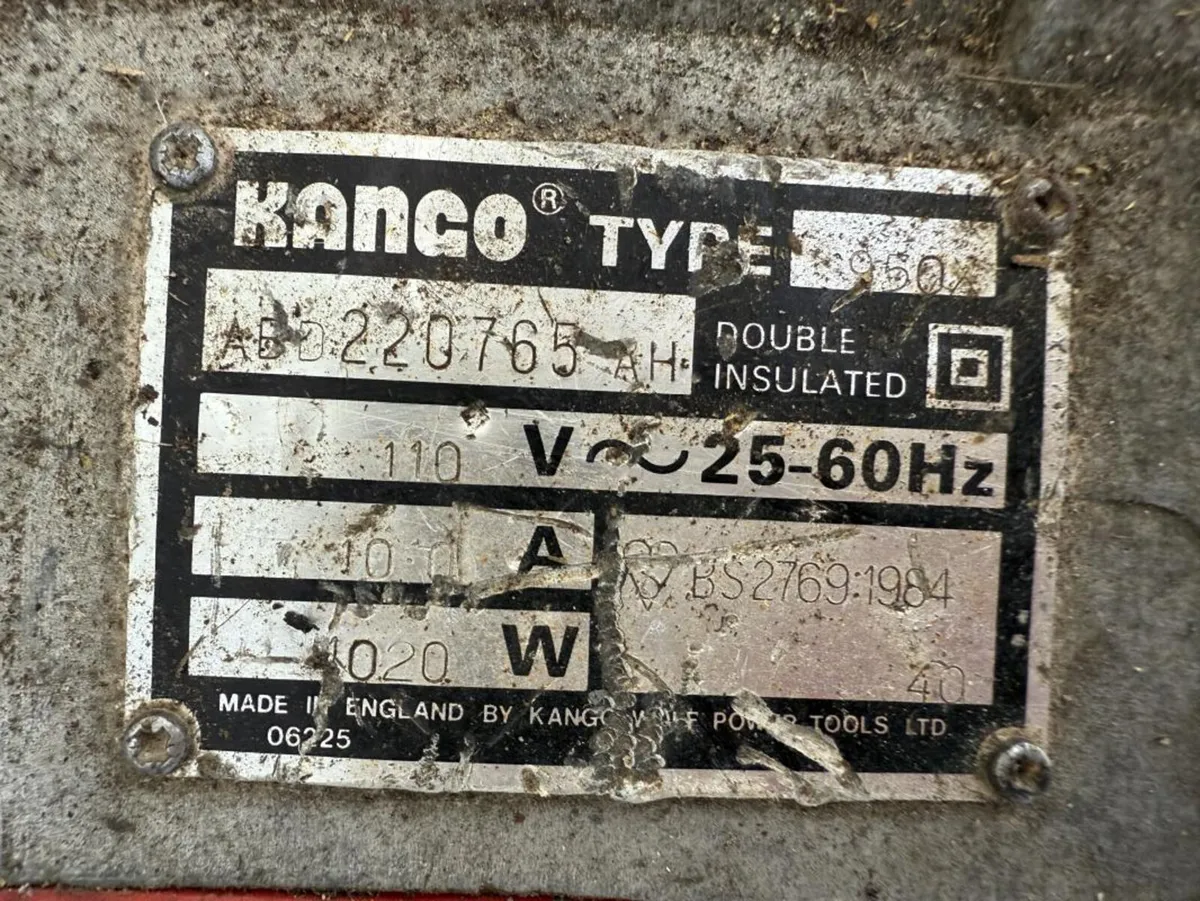 KANGO® TYPE 950
ABD220765 AH
DOUBLE
INSULATED
110 V ~ 25-60Hz
10 0 A
BS2769:1984
1020 W
40
MADE IN ENGLAND BY KANGO WOLF POWER TOOLS LTD
06225